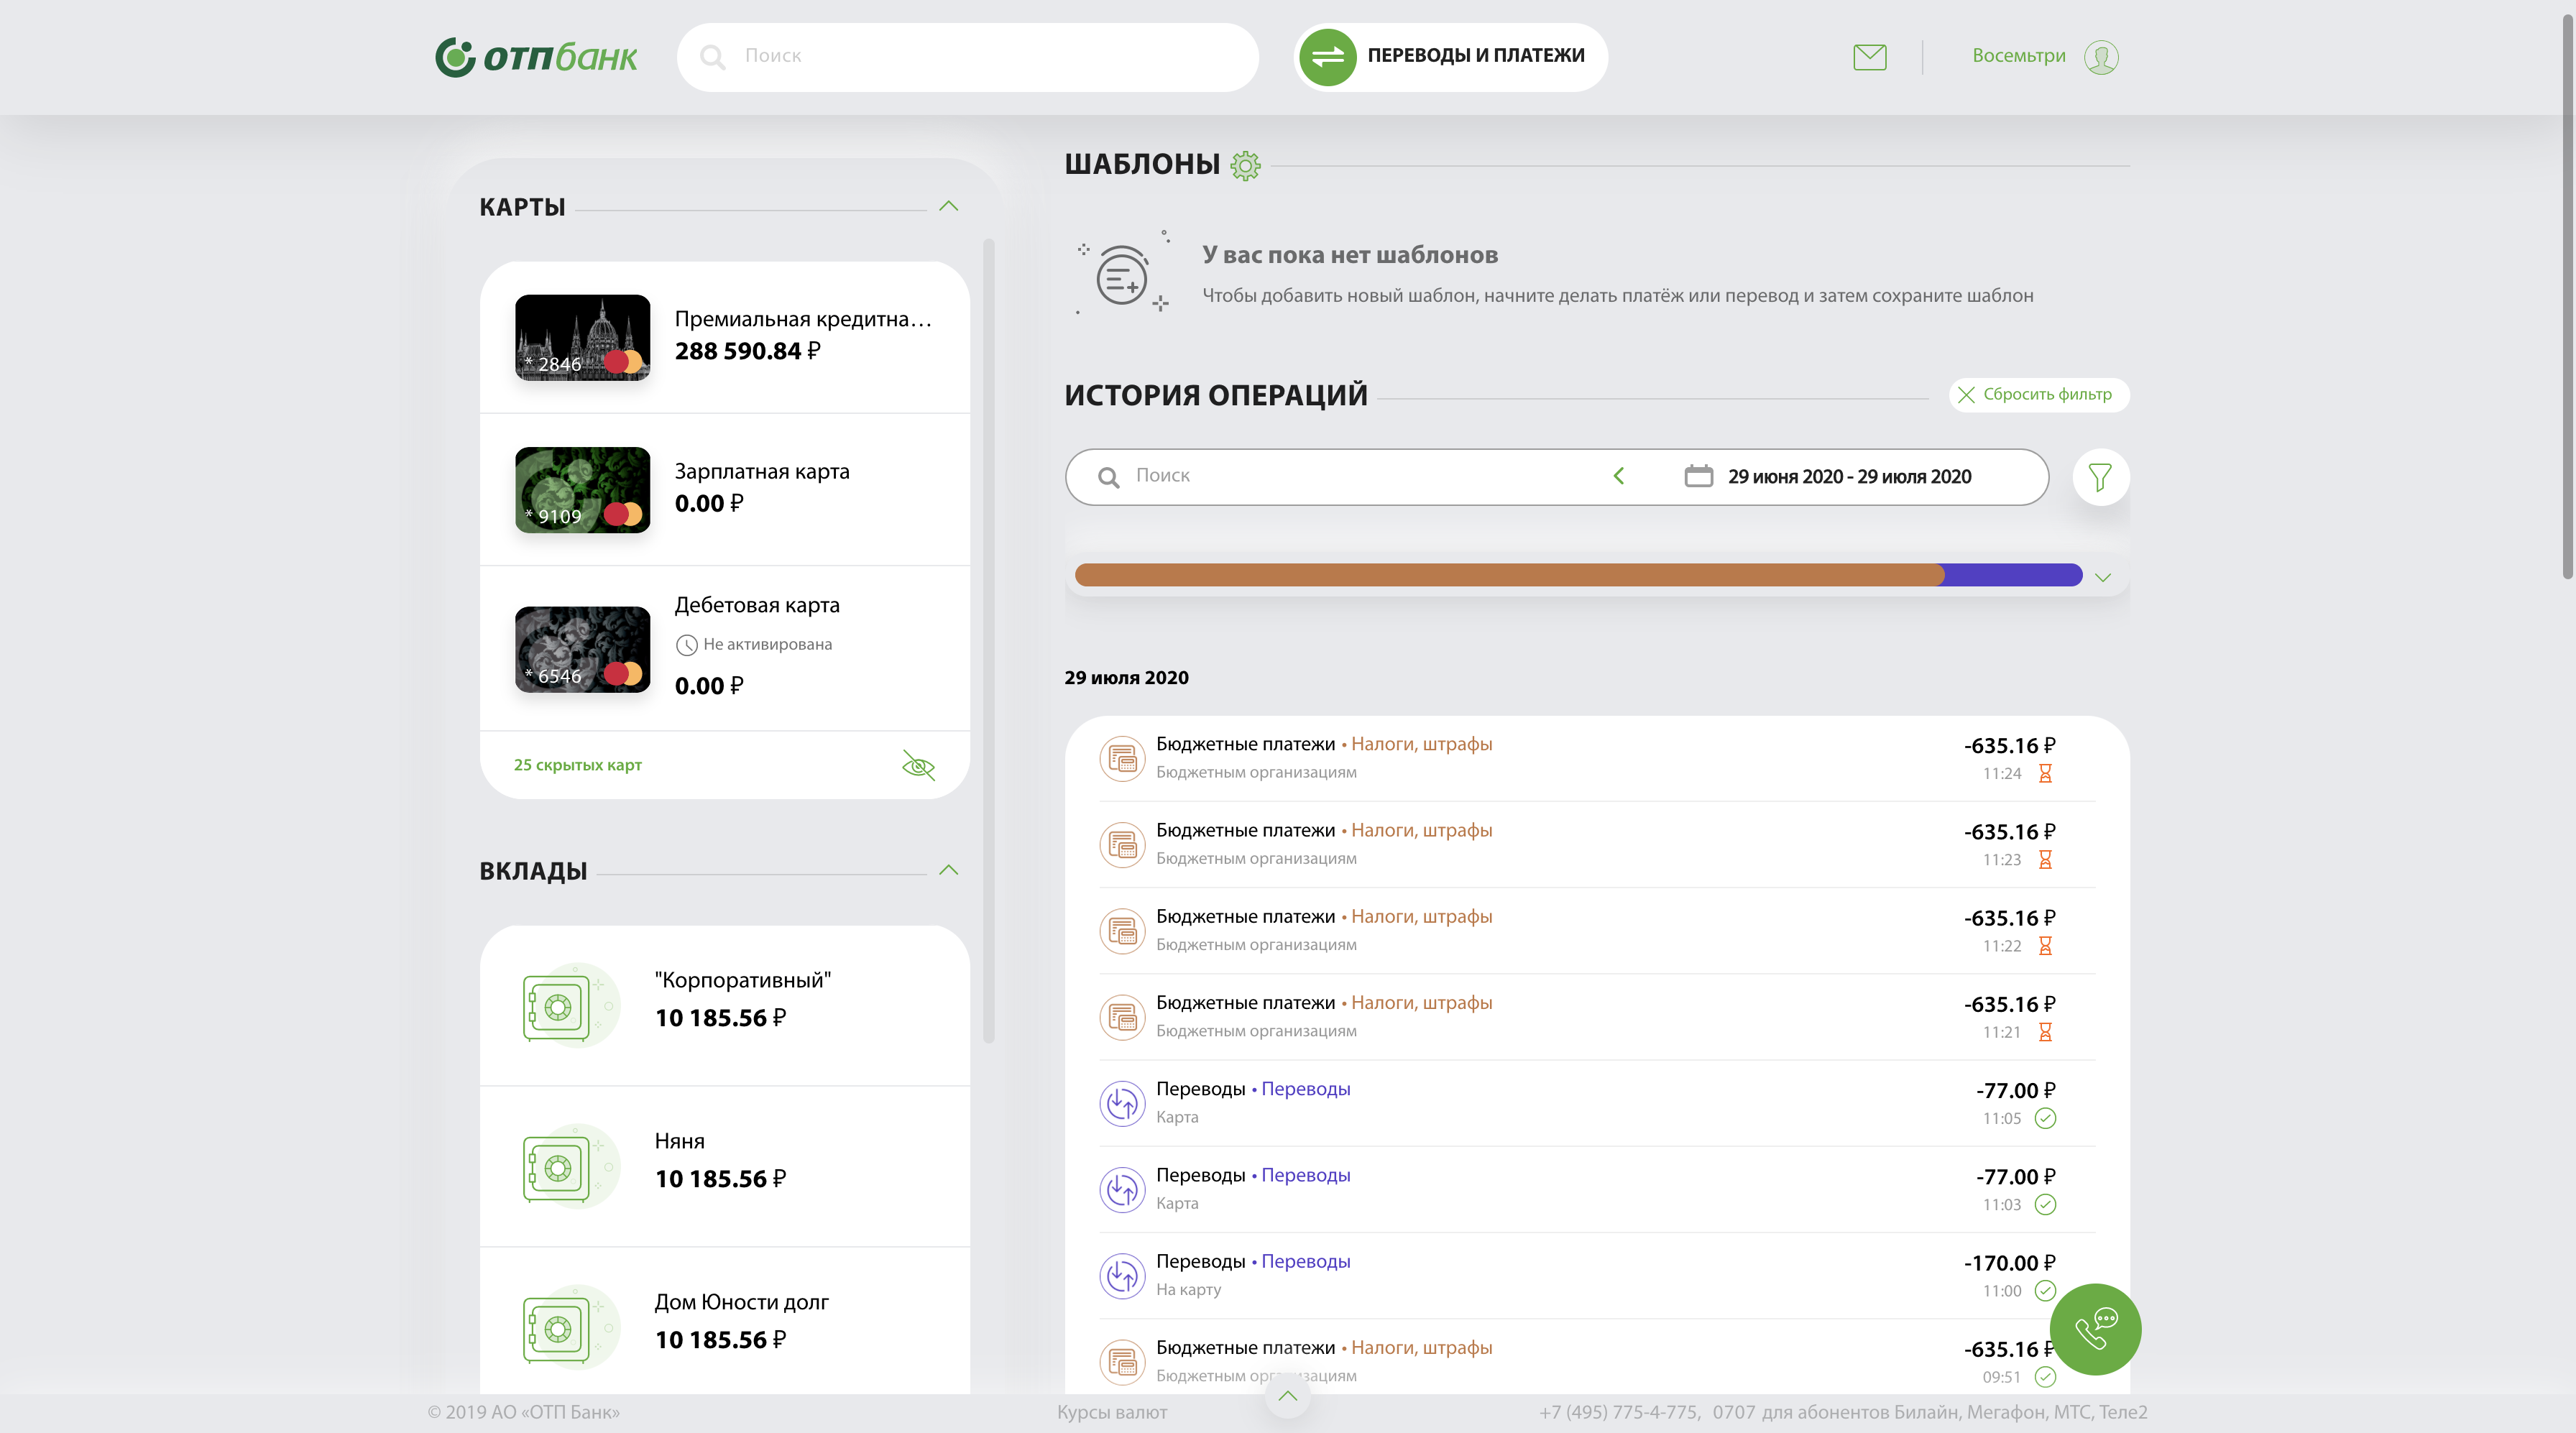 отпбанк
Поиск
ПЕРЕВОДЫ И ПЛАТЕЖИ
Восемьтри
КАРТЫ
* 2846
Премиальная кредитна...
288 590.84 ₽
* 9109
Зарплатная карта
0.00 ₽
* 6546
Дебетовая карта
Не активирована
0.00 ₽
25 скрытых карт
ВКЛАДЫ
"Корпоративный"
10 185.56 ₽
Няня
10 185.56 ₽
Дом Юности долг
10 185.56 ₽
ШАБЛОНЫ
У вас пока нет шаблонов
Чтобы добавить новый шаблон, начните делать платёж или перевод и затем сохраните шаблон
ИСТОРИЯ ОПЕРАЦИЙ
Сбросить фильтр
Поиск
29 июня 2020 - 29 июля 2020
29 июля 2020
Бюджетные платежи • Налоги, штрафы
-635.16 ₽
Бюджетным организациям
11:24
Бюджетные платежи • Налоги, штрафы
-635.16 ₽
Бюджетным организациям
11:23
Бюджетные платежи • Налоги, штрафы
-635.16 ₽
Бюджетным организациям
11:22
Бюджетные платежи • Налоги, штрафы
-635.16 ₽
Бюджетным организациям
11:21
Переводы • Переводы
-77.00 ₽
Карта
11:05
Переводы • Переводы
-77.00 ₽
Карта
11:03
Переводы • Переводы
-170.00 ₽
На карту
11:00
Бюджетные платежи • Налоги, штрафы
-635.16 ₽
Бюджетным организациям
09:51
© 2019 АО «ОТП Банк»
Курсы валют
+7 (495) 775-4-775, 0707 для абонентов Билайн, Мегафон, МТС, Теле2